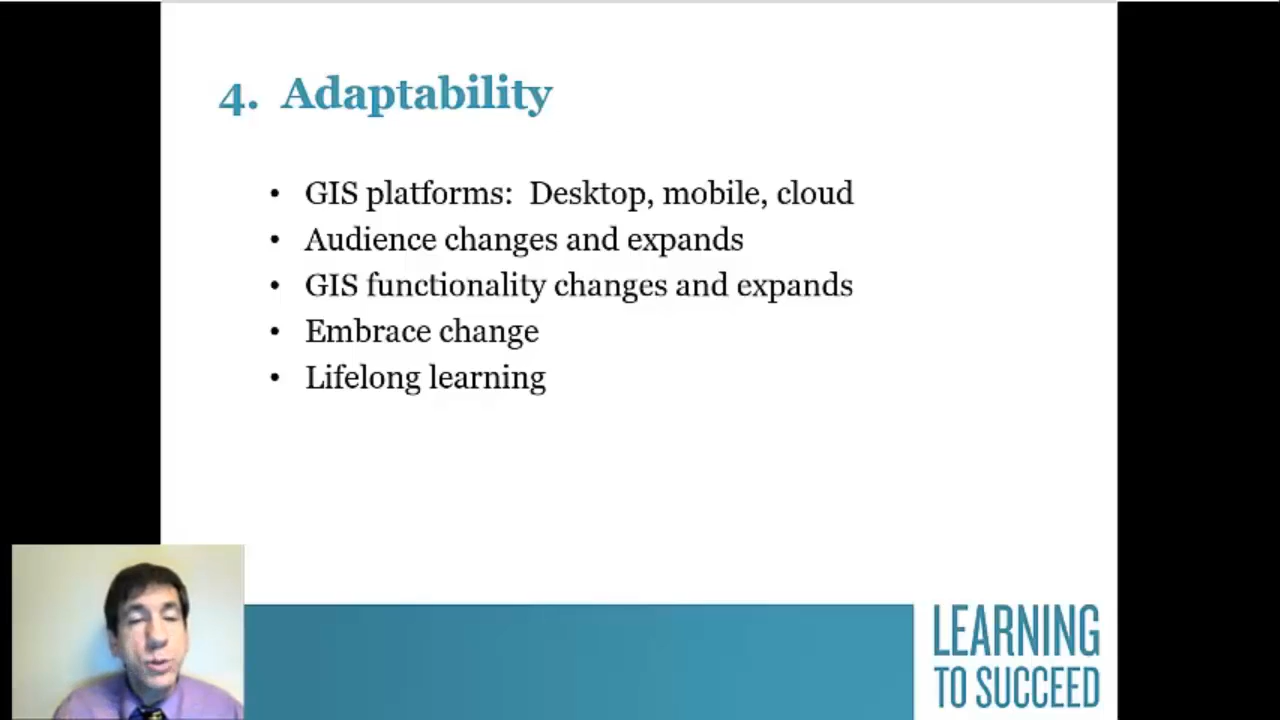 4. Adaptability
• GIS platforms: Desktop, mobile, cloud
• Audience changes and expands
• GIS functionality changes and expands
• Embrace change
• Lifelong learning
LEARNING
TO SUCCEED